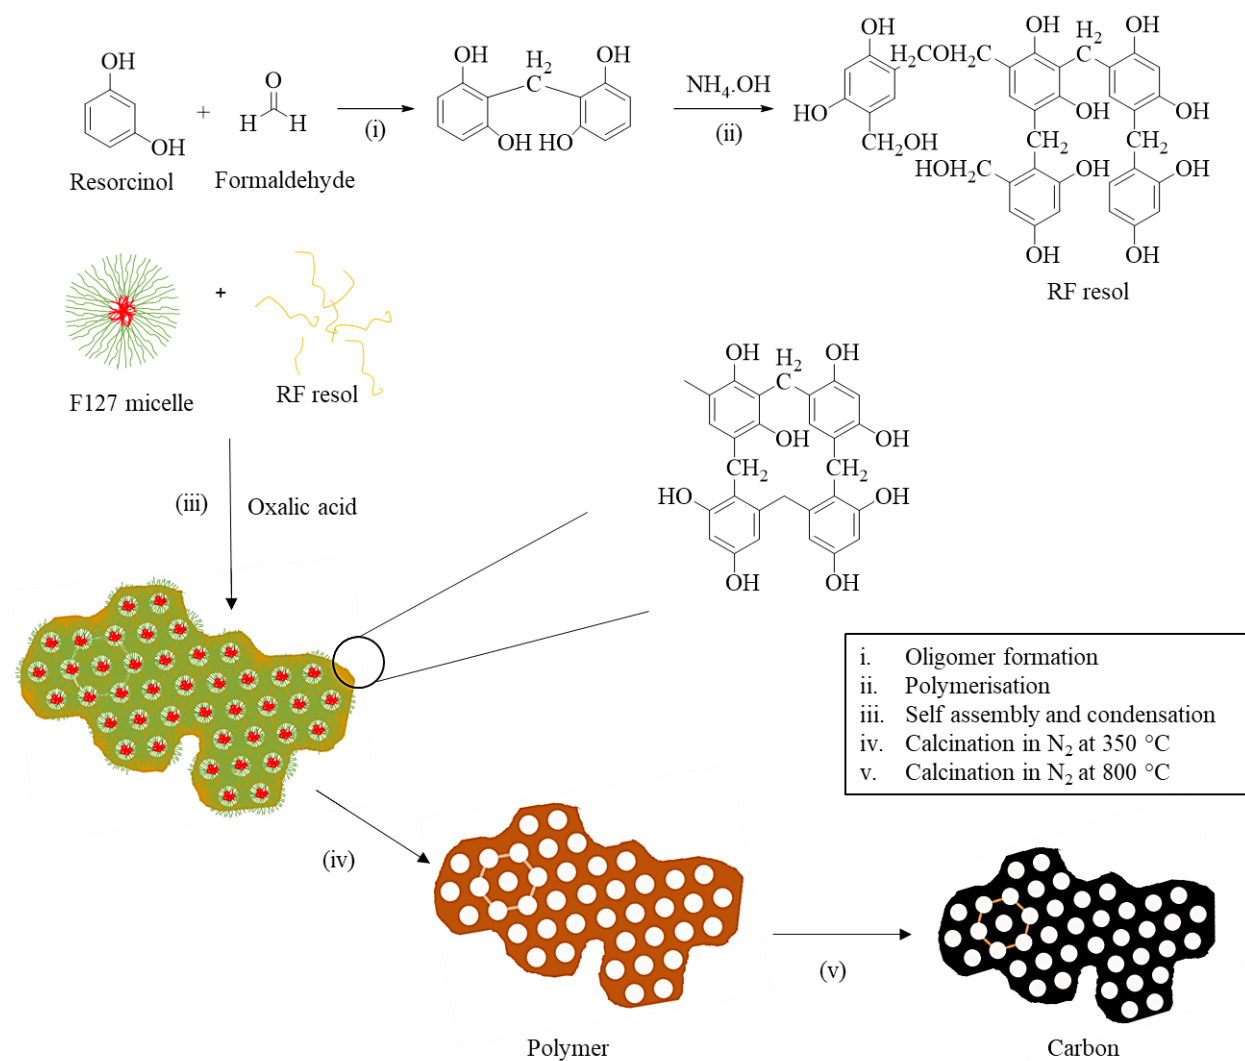 OH
OH
Resorcinol
+
O
H H
Formaldehyde
(i)
OH
H2
C
OH
OH HO
NH4.OH
(ii)
OH
H2COH2C
OH
H2
C
OH
HO
OH
OH
CH2OH
CH2
CH2
HOH2C
OH
OH
OH
OH
RF resol
+
F127 micelle
RF resol
(iii)
Oxalic acid
OH
H2
C
OH
OH
OH
CH2
CH2
HO
OH
OH
OH
i. Oligomer formation
ii. Polymerisation
iii. Self assembly and condensation
iv. Calcination in N2 at 350 °C
v. Calcination in N2 at 800 °C
(iv)
(v)
Polymer
Carbon